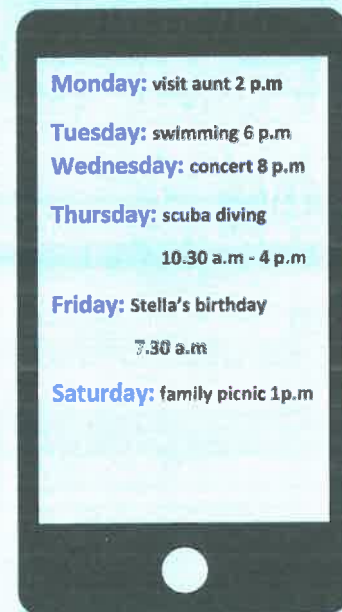 Monday: visit aunt 2 p.m
Tuesday: swimming 6 p.m
Wednesday: concert 8 p.m
Thursday: scuba diving
10.30 a.m - 4 p.m
Friday: Stella's birthday
7.30 a.m
Saturday: family picnic 1p.m